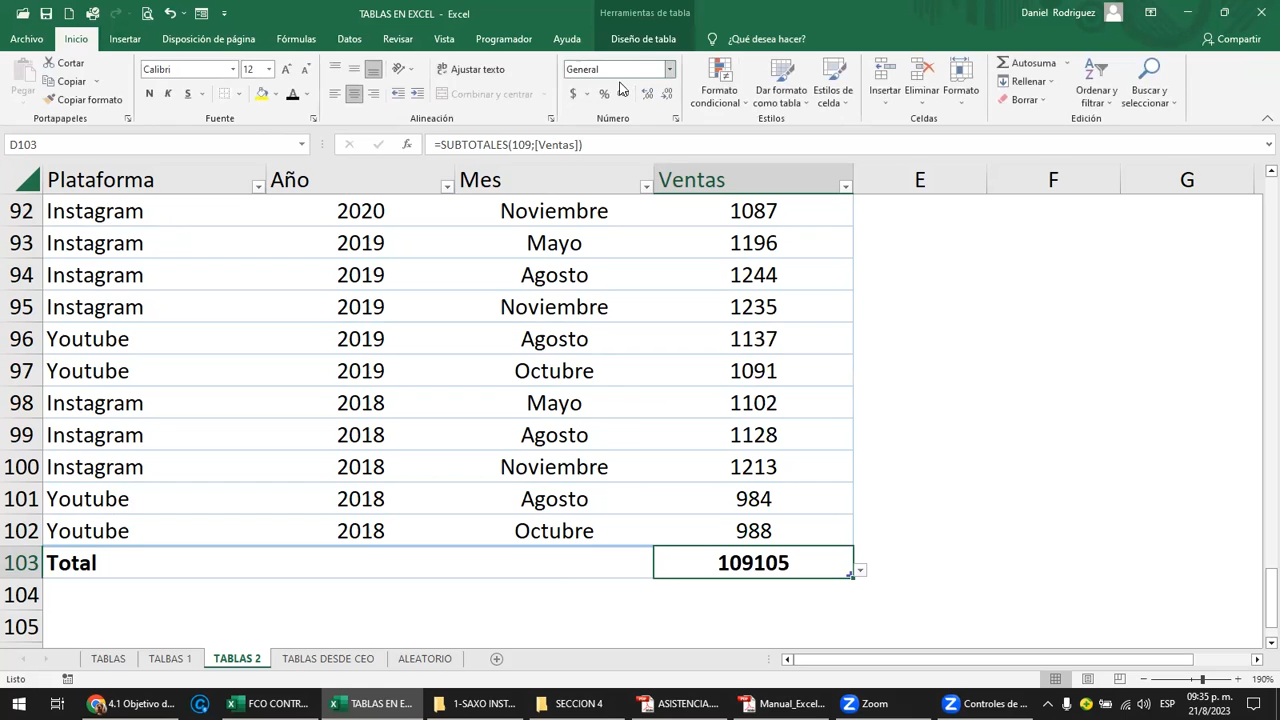 TABLAS EN EXCEL - Excel
Herramientas de tabla
Daniel Rodriguez
Archivo Inicio Insertar Disposición de página Fórmulas Datos Revisar Vista Programador Ayuda Diseño de tabla ¿Qué desea hacer? Compartir
Pegar
Cortar
Copiar
Copiar formato
Portapapeles
Calibri 12
N K S
Fuente
Ajustar texto
Combinar y centrar
Alineación
General
$ %
Número
Formato condicional
Dar formato como tabla
Estilos de celda
Estilos
Insertar Eliminar Formato
Celdas
Autosuma
Rellenar
Borrar
Ordenar y filtrar
Buscar y seleccionar
Edición
D103 fx =SUBTOTALES(109;[Ventas])
Plataforma Año Mes Ventas E F G
92 Instagram 2020 Noviembre 1087
93 Instagram 2019 Mayo 1196
94 Instagram 2019 Agosto 1244
95 Instagram 2019 Noviembre 1235
96 Youtube 2019 Agosto 1137
97 Youtube 2019 Octubre 1091
98 Instagram 2018 Mayo 1102
99 Instagram 2018 Agosto 1128
100 Instagram 2018 Noviembre 1213
101 Youtube 2018 Agosto 984
102 Youtube 2018 Octubre 988
103 Total 109105
104
105
TABLAS TALBAS 1 TABLAS 2 TABLAS DESDE CEO ALEATORIO
Listo 190%
4.1 Objetivo d... FCO CONTR... TABLAS EN E... 1-SAXO INST... SECCION 4 ASISTENCIA... Manual_Exce... Zoom Controles de ... ESP 09:35 p. m. 21/8/2023